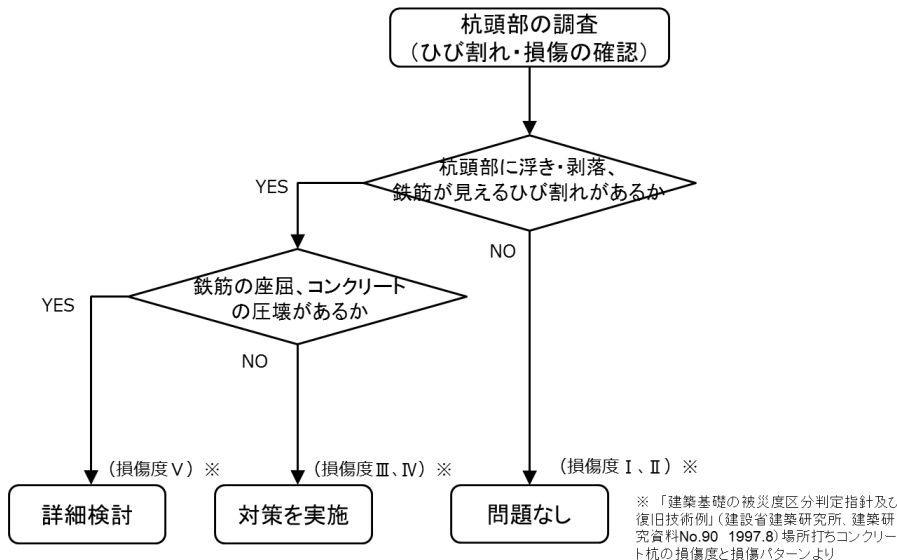 杭頭部の調査
(ひび割れ・損傷の確認)
杭頭部に浮き・剥落、
鉄筋が見えるひび割れがあるか
YES
NO
鉄筋の座屈、コンクリート
の圧壊があるか
YES
NO
(損傷度Ⅴ)※
(損傷度Ⅲ、Ⅳ)※
(損傷度Ⅰ、Ⅱ)※
詳細検討
対策を実施
問題なし
※ 「建築基礎の被災度区分判定指針及び
復旧技術例」(建設省建築研究所、建築研
究資料No.90 1997.8)場所打ちコンクリー
ト杭の損傷度と損傷パターンより